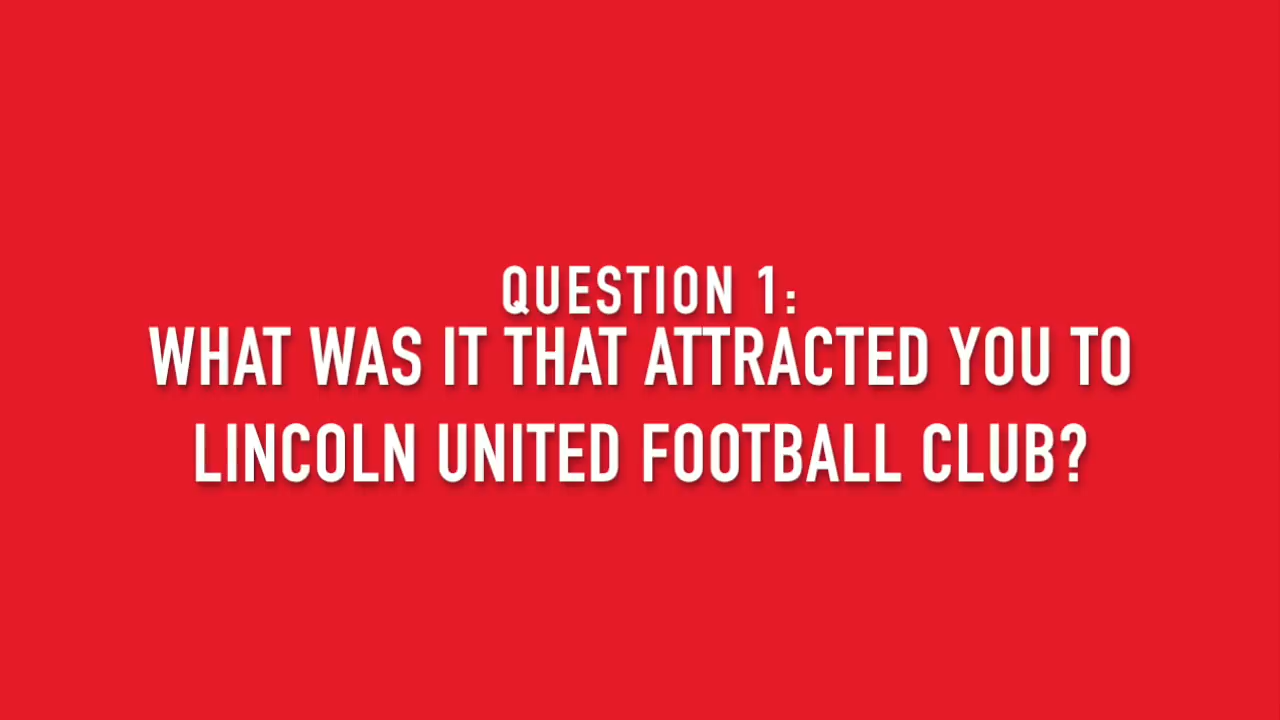 QUESTION 1:
WHAT WAS IT THAT ATTRACTED YOU TO
LINCOLN UNITED FOOTBALL CLUB?